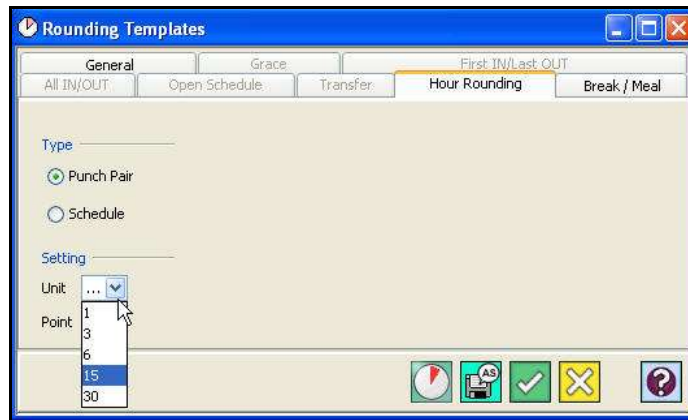 Rounding Templates
General Grace First IN/Last OUT
All IN/OUT Open Schedule Transfer Hour Rounding Break / Meal
Type
Punch Pair
Schedule
Setting
Unit ...
1
Point
3
6
15
30
AS
?